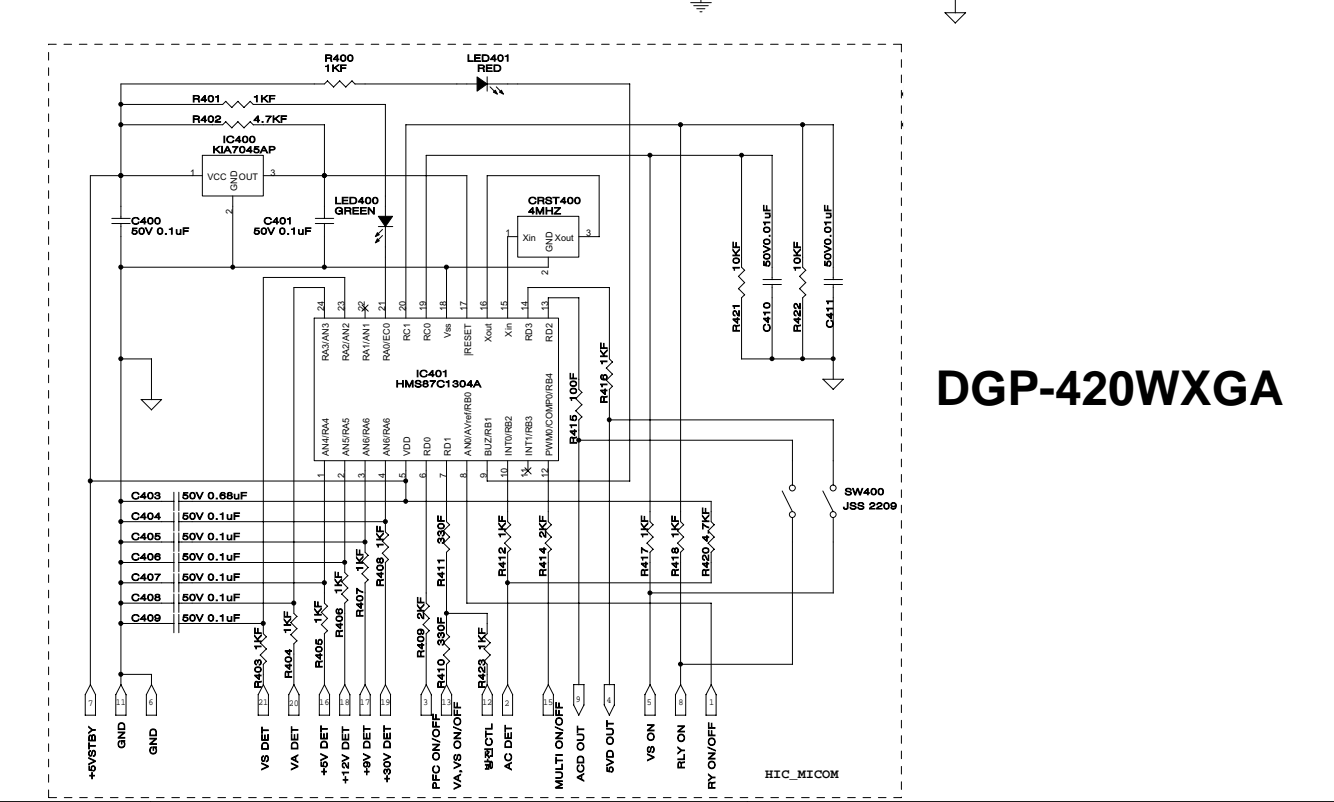 R400
1KF
LED401
RED
R401 1KF
R402 4.7KF
IC400
KIA7045AP
1 VCC GND OUT 3
2
C400
50V 0.1uF
C401
50V 0.1uF
LED400
GREEN
CRST400
4MHZ
1 Xin GND Xout 3
2
R421 10KF
C410 50V0.01uF
R422 10KF
C411 50V0.01uF
24 23 22 21 20 19 18 17 16 15 14 13
RA3/AN3
RA2/AN2
RA1/AN1
RA0/EC0
RC1
RC0
Vss
|RESET
Xout
Xin
RD3
RD2
IC401
HMS87C1304A
AN4/RA4
AN5/RA5
AN6/RA6
AN6/RA6
VDD
RD0
RD1
AN0/AVref/RB0
BUZ/RB1
INT0/RB2
INT1/RB3
PWM0/COMP0/RB4
1 2 3 4 5 6 7 8 9 10 11 12
R415 100F
R416 1KF
DGP-420WXGA
SW400
JSS 2209
C403 50V 0.68uF
C404 50V 0.1uF
C405 50V 0.1uF
C406 50V 0.1uF
C407 50V 0.1uF
C408 50V 0.1uF
C409 50V 0.1uF
R403 1KF
R404 1KF
R405 1KF
R406 1KF
R407 1KF
R408 1KF
R409 2KF
R411 330F
R410 330F
R423 1KF
R412 1KF
R414 2KF
R417 1KF
R418 1KF
R420 4.7KF
7 11 6 21 20 16 18 17 19 3 13 12 2 15 9 4 5 8 1
+5VSTBY
GND
GND
VS DET
VA DET
+5V DET
+12V DET
+9V DET
+30V DET
PFC ON/OFF
VA,VS ON/OFF
AC DET
MULTI ON/OFF
ACD OUT
5VD OUT
VS ON
RLY ON
RY ON/OFF
HIC_MICOM